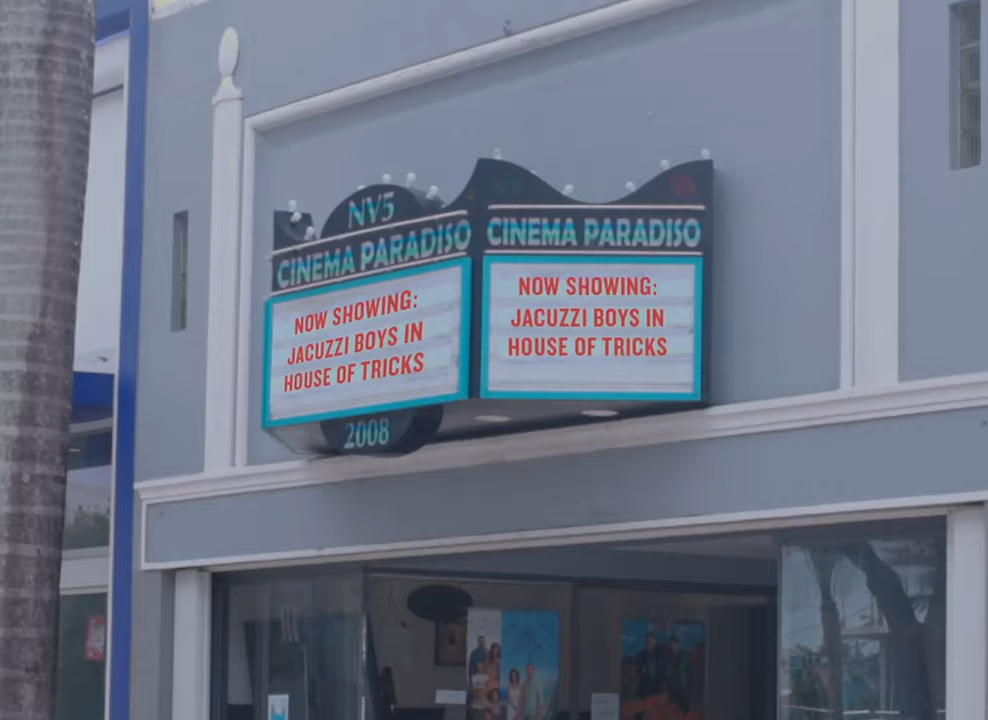 NV5
CINEMA PARADISO
NOW SHOWING:
JACUZZI BOYS IN
HOUSE OF TRICKS
2008
CINEMA PARADISO
NOW SHOWING:
JACUZZI BOYS IN
HOUSE OF TRICKS